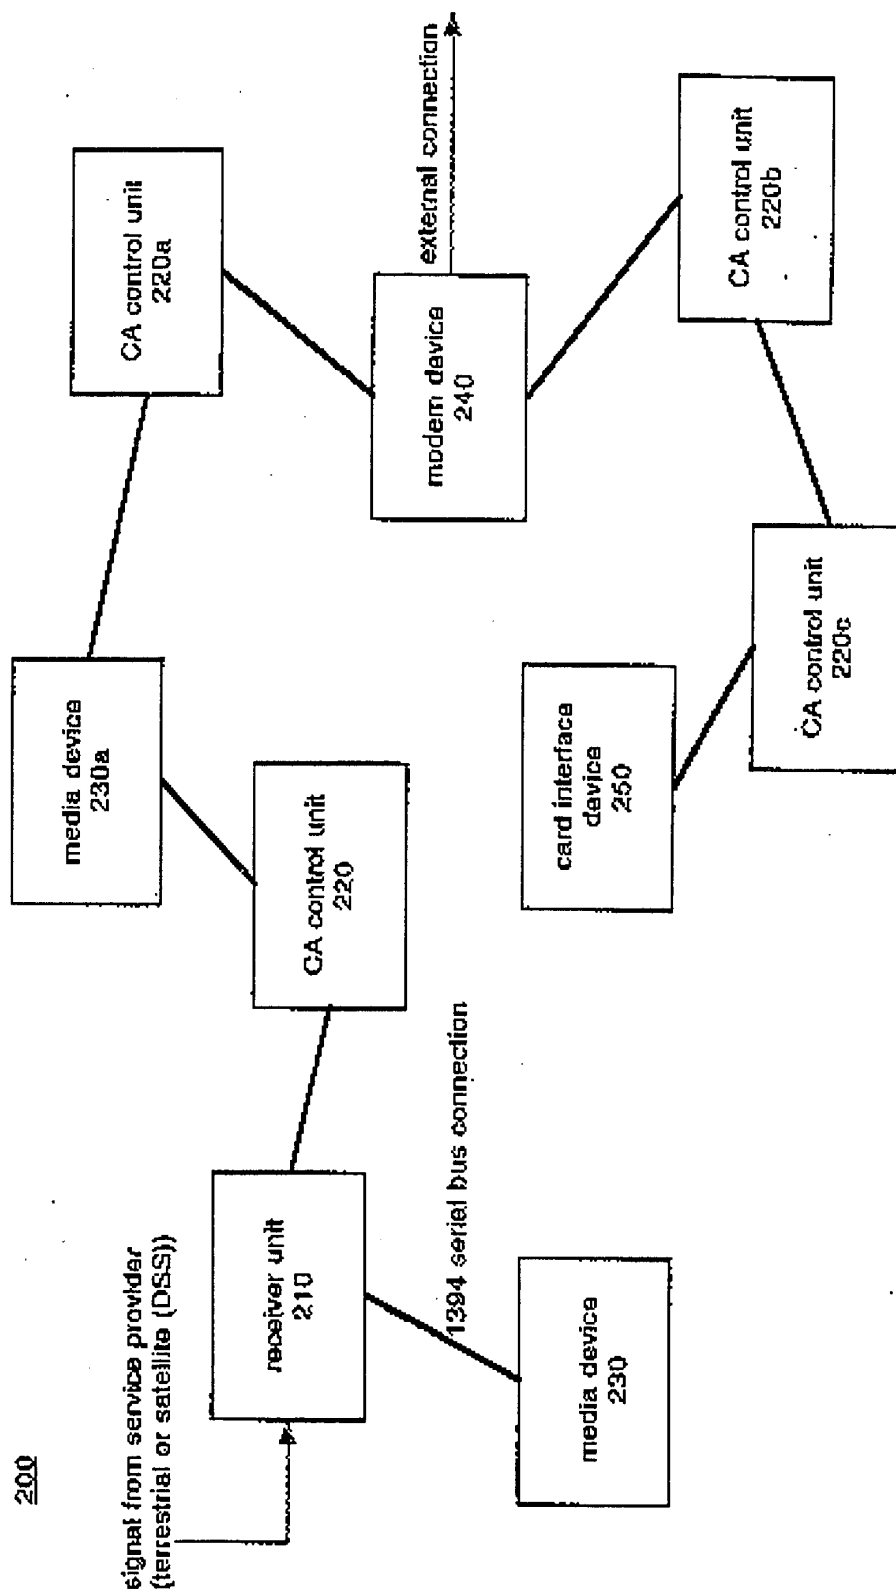 200
signal from service provider
(terrestrial or satellite (DSS))
receiver unit
210
1394 serial bus connection
media device
230
CA control unit
220
media device
230a
CA control unit
220a
modem device
240
external connection
CA control unit
220b
CA control unit
220c
card interface
device
250